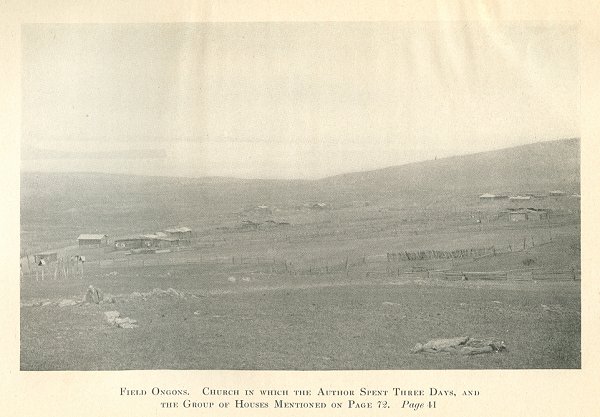 Field Ongons. Church in which the Author Spent Three Days, and
the Group of Houses Mentioned on Page 72. Page 41